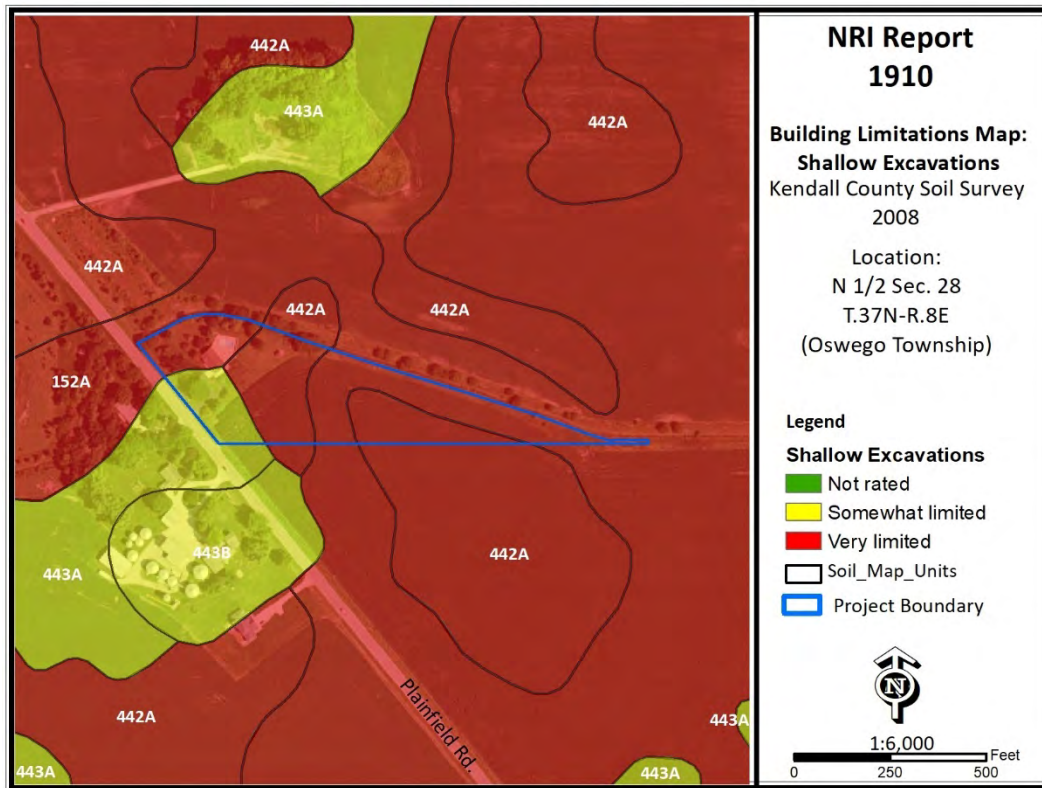 442A
443A
442A
442A
442A
442A
152A
443B
443A
442A
442A
443A
443A
443A
Plainfield Rd.
NRI Report
1910
Building Limitations Map:
Shallow Excavations
Kendall County Soil Survey
2008
Location:
N 1/2 Sec. 28
T.37N-R.8E
(Oswego Township)
Legend
Shallow Excavations
Not rated
Somewhat limited
Very limited
Soil_Map_Units
Project Boundary
N
1:6,000
Feet
0 250 500